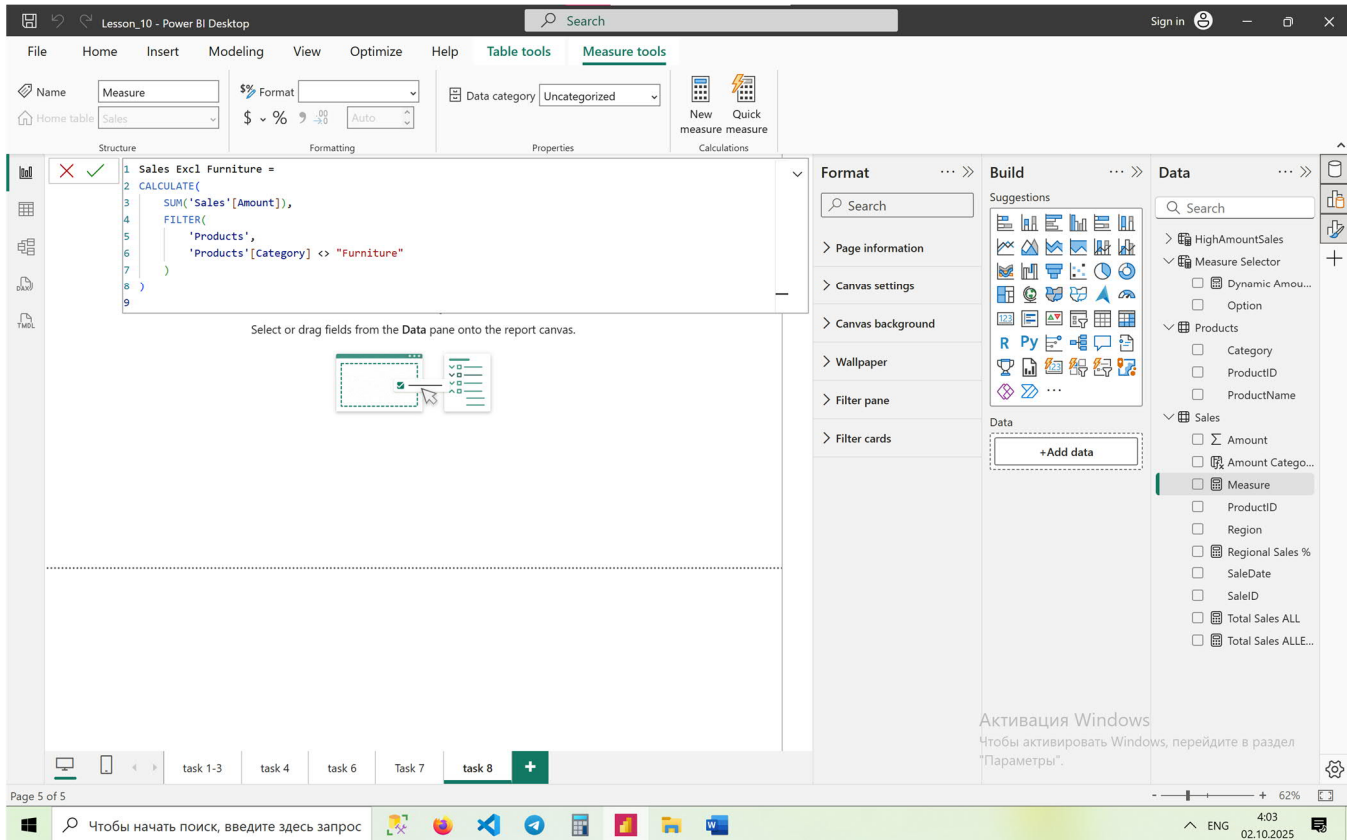 Lesson_10 - Power BI Desktop
Search
Sign in
File Home Insert Modeling View Optimize Help Table tools Measure tools
Name Measure
Home table Sales
Structure
$% Format
$ % Auto
Formatting
Data category Uncategorized
Properties
New measure
Quick measure
Calculations
1 Sales Excl Furniture =
2 CALCULATE(
3 SUM('Sales'[Amount]),
4 FILTER(
5 'Products',
6 'Products'[Category] <> "Furniture"
7 )
8 )
9
DAX
TMDL
Select or drag fields from the Data pane onto the report canvas.
Format
Search
Page information
Canvas settings
Canvas background
Wallpaper
Filter pane
Filter cards
Build
Suggestions
123
R Py
Data
+Add data
Data
Search
HighAmountSales
Measure Selector
Dynamic Amou...
Option
Products
Category
ProductID
ProductName
Sales
Amount
Amount Catego...
Measure
ProductID
Region
Regional Sales %
SaleDate
SaleID
Total Sales ALL
Total Sales ALLE...
Активация Windows
Чтобы активировать Windows, перейдите в раздел
"Параметры".
task 1-3 task 4 task 6 Task 7 task 8 +
Page 5 of 5
- + 62%
Чтобы начать поиск, введите здесь запрос
ENG
4:03
02.10.2025